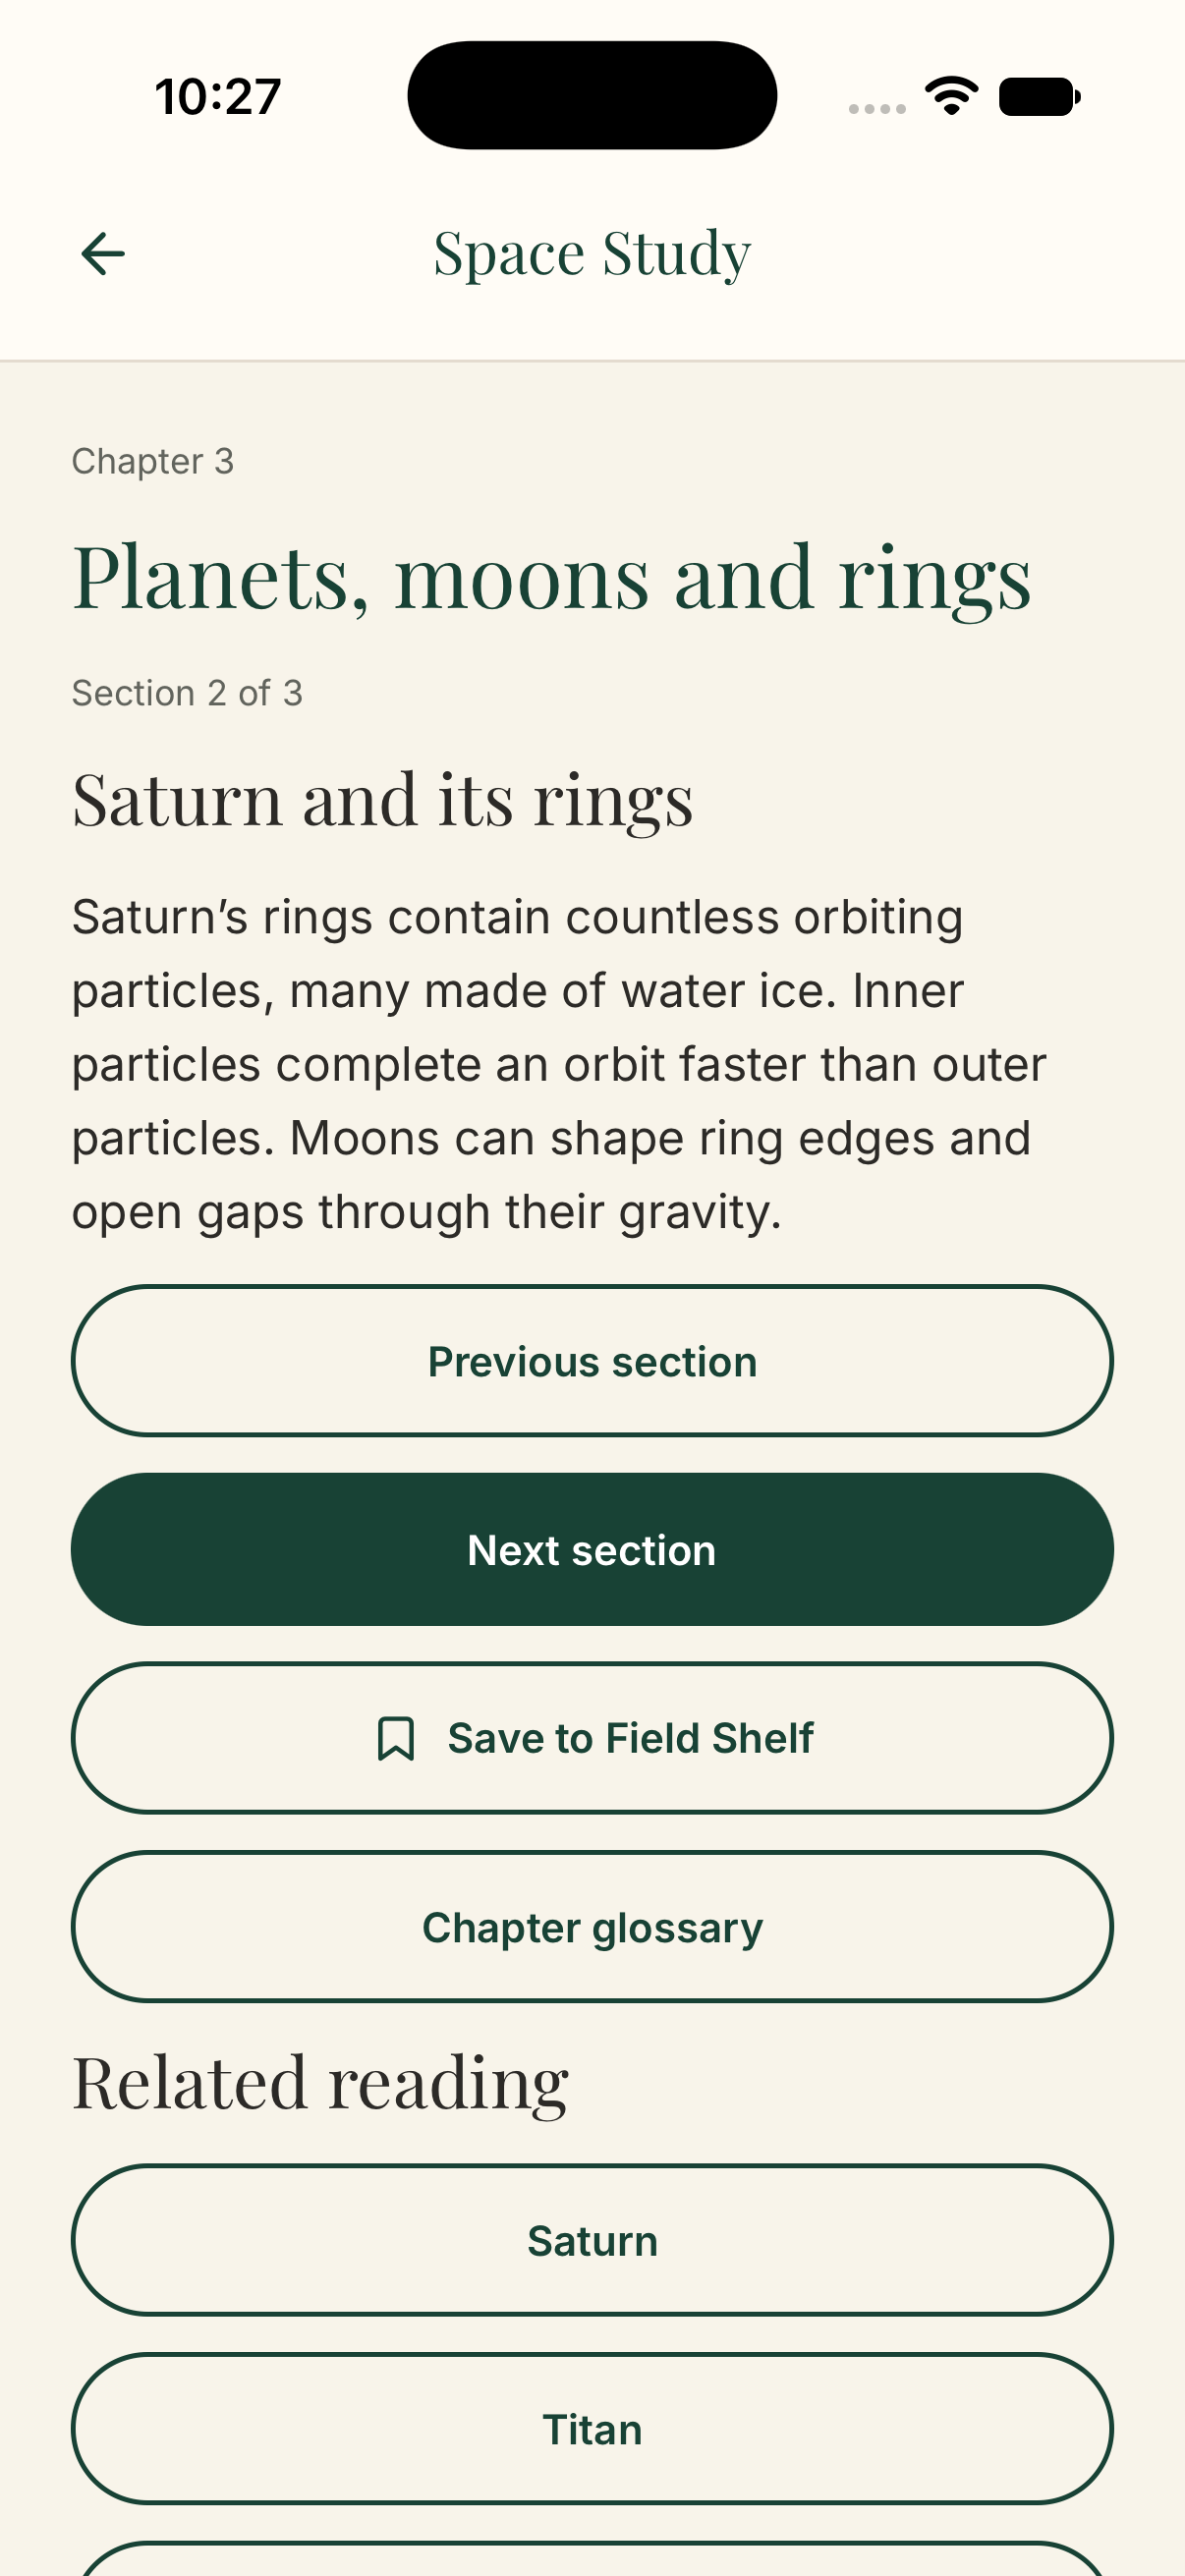 10:27
Space Study
Chapter 3
Planets, moons and rings
Section 2 of 3
Saturn and its rings
Saturn’s rings contain countless orbiting
particles, many made of water ice. Inner
particles complete an orbit faster than outer
particles. Moons can shape ring edges and
open gaps through their gravity.
Previous section
Next section
Save to Field Shelf
Chapter glossary
Related reading
Saturn
Titan